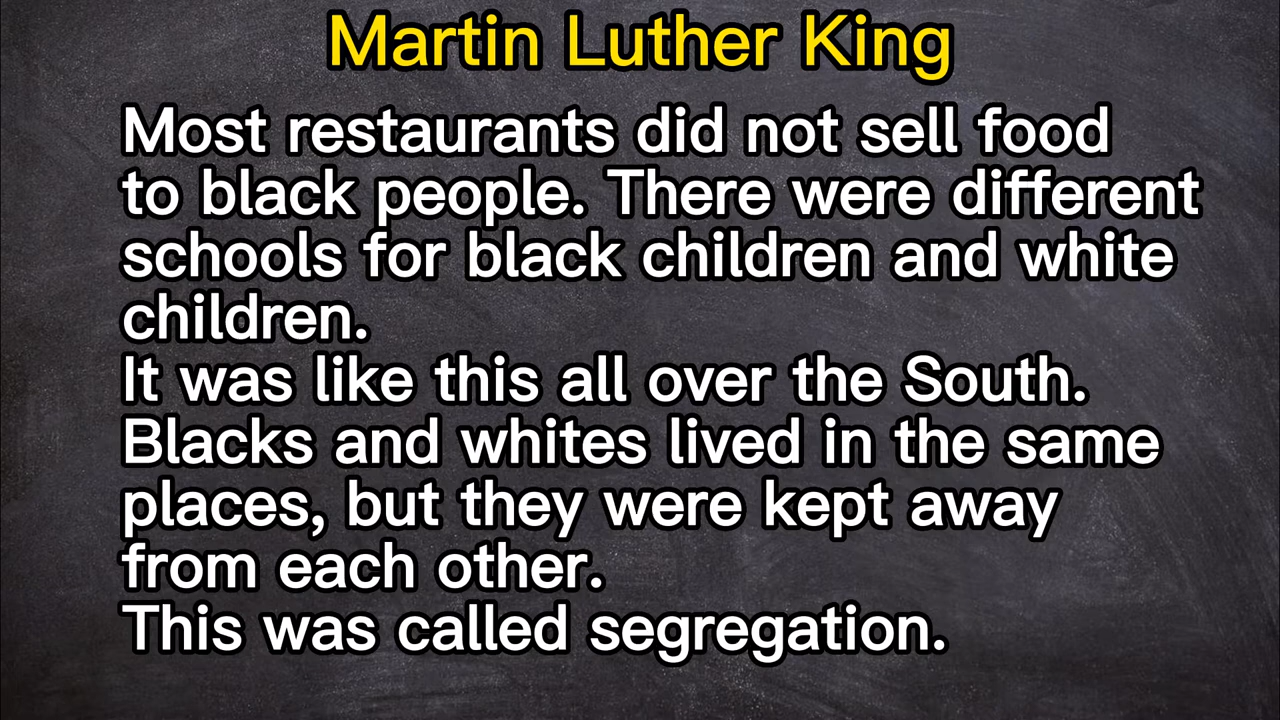 Martin Luther King
Most restaurants did not sell food
to black people. There were different
schools for black children and white
children.
It was like this all over the South.
Blacks and whites lived in the same
places, but they were kept away
from each other.
This was called segregation.